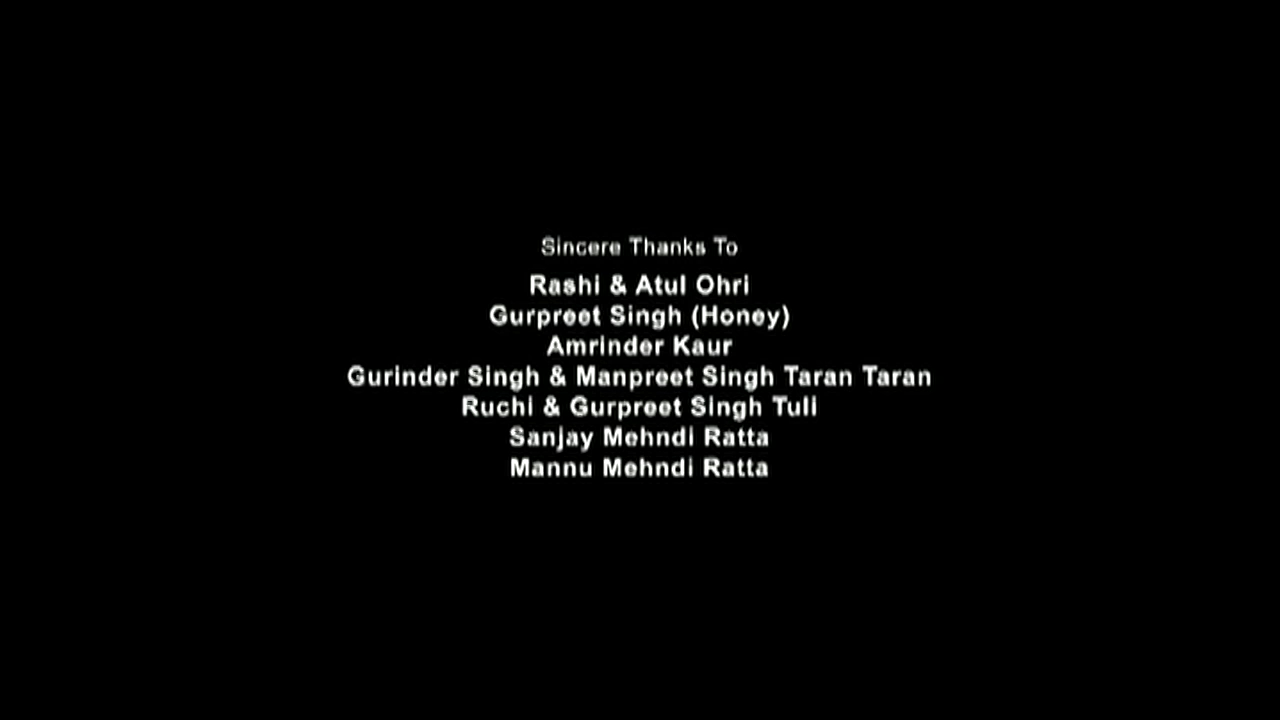 Sincere Thanks To
Rashi & Atul Ohri
Gurpreet Singh (Honey)
Amrinder Kaur
Gurinder Singh & Manpreet Singh Taran Taran
Ruchi & Gurpreet Singh Tuli
Sanjay Mehndi Ratta
Mannu Mehndi Ratta